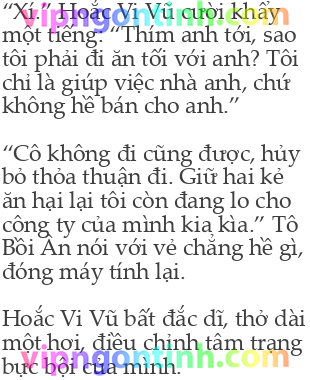 “Xí.” Hoắc Vi Vũ cười khẩy
một tiếng: “Thím anh tới, sao
tôi phải đi ăn tối với anh? Tôi
chỉ là giúp việc nhà anh, chứ
không hề bán cho anh.”
“Cô không đi cũng được, hủy
bỏ thỏa thuận đi. Giữ hai kẻ
ăn hại lại tôi còn đang lo cho
công ty của mình kia kìa.” Tô
Bồi Ân nói với vẻ chẳng hề gì,
đóng máy tính lại.
Hoắc Vi Vũ bất đắc dĩ, thở dài
một hơi, điều chỉnh tâm trạng
bực bội của mình.
vipngontinh.com
vipngontinh.com